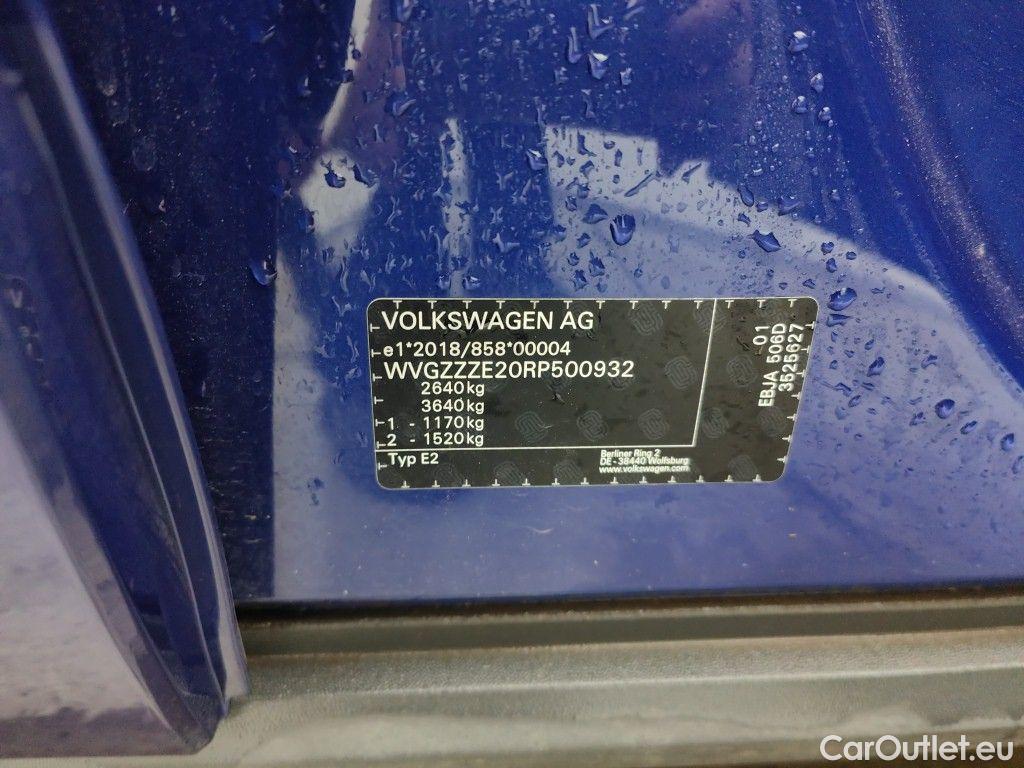 VOLKSWAGEN AG
e1*2018/858*00004
WVGZZZE20RP500932
2640kg
3640kg
1 - 1170kg
2 - 1520kg
Typ E2
Berliner Ring 2
DE - 38440 Wolfsburg
www.volkswagen.com
01
EBJA 506D
3525627
CarOutlet.eu